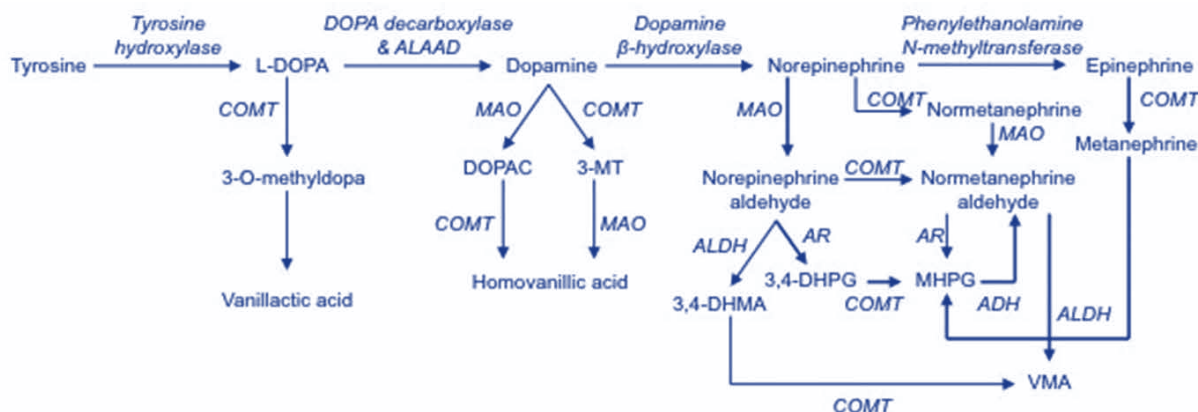 Tyrosine hydroxylase
DOPA decarboxylase & ALAAD
Dopamine β-hydroxylase
Phenylethanolamine N-methyltransferase
Tyrosine
L-DOPA
Dopamine
Norepinephrine
Epinephrine
COMT
MAO
COMT
MAO
COMT
Normetanephrine
COMT
MAO
Metanephrine
3-O-methyldopa
DOPAC
3-MT
Norepinephrine aldehyde
COMT
Normetanephrine aldehyde
COMT
MAO
ALDH
AR
AR
Vanillactic acid
Homovanillic acid
3,4-DHPG
COMT
MHPG
ADH
3,4-DHMA
ALDH
VMA
COMT